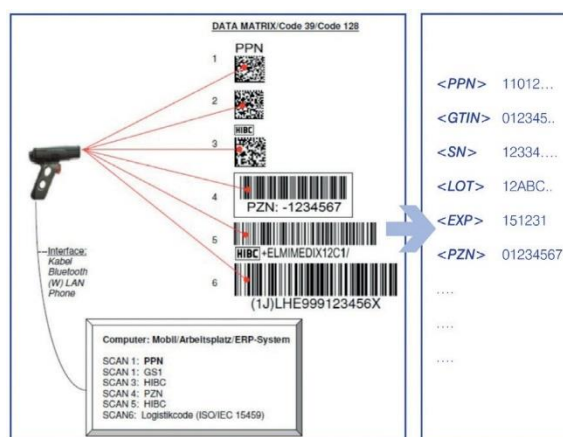 DATA MATRIX/Code 39/Code 128
PPN
1
2
HIBC
3
4
PZN: -1234567
5
HIBC +ELMIMEDIX12C1/
6
(1J)LHE999123456X
Interface:
Kabel
Bluetooth
(W) LAN
Phone
Computer: Mobil/Arbeitsplatz/ERP-System
SCAN 1: PPN
SCAN 1: GS1
SCAN 3: HIBC
SCAN 4: PZN
SCAN 5: HIBC
SCAN6: Logistikcode (ISO/IEC 15459)
<PPN> 11012...
<GTIN> 012345..
<SN> 12334....
<LOT> 12ABC..
<EXP> 151231
<PZN> 01234567
....
....
....